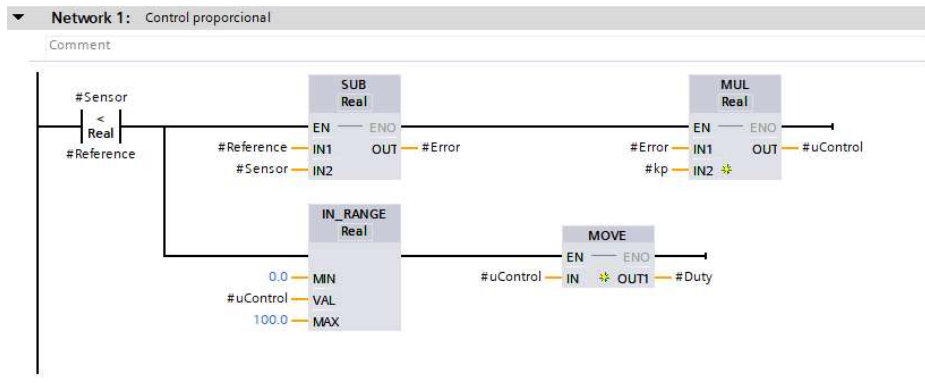 Network 1: Control proporcional
Comment
#Sensor
<
Real
#Reference
SUB
Real
EN ENO
#Reference IN1 OUT #Error
#Sensor IN2
MUL
Real
EN ENO
#Error IN1 OUT #uControl
#kp IN2
IN_RANGE
Real
0.0 MIN
#uControl VAL
100.0 MAX
MOVE
EN ENO
#uControl IN OUT1 #Duty